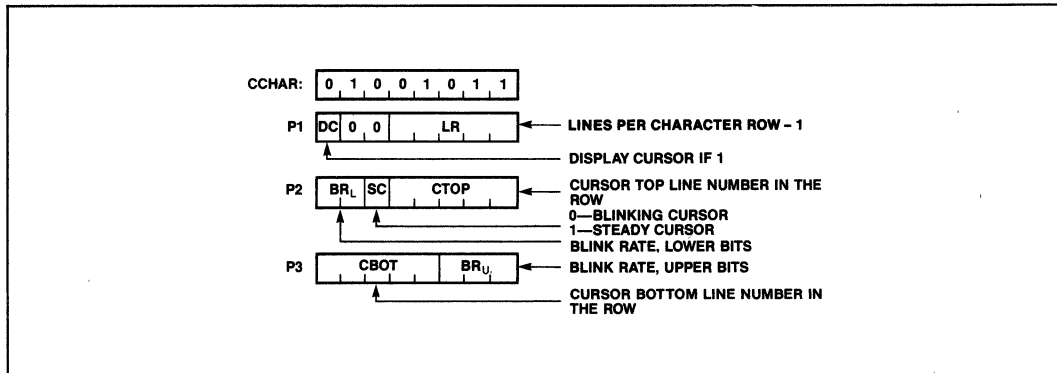 CCHAR: 0 1 0 0 1 0 1 1
P1 DC 0 0 LR LINES PER CHARACTER ROW – 1
DISPLAY CURSOR IF 1
P2 BRL SC CTOP CURSOR TOP LINE NUMBER IN THE
ROW
0—BLINKING CURSOR
1—STEADY CURSOR
BLINK RATE, LOWER BITS
P3 CBOT BRU BLINK RATE, UPPER BITS
CURSOR BOTTOM LINE NUMBER IN
THE ROW